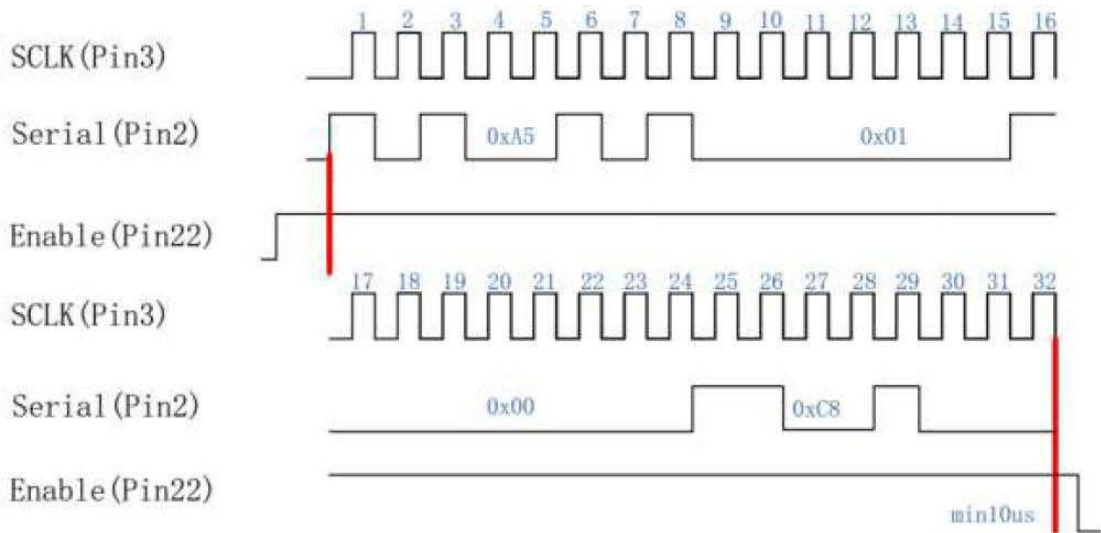 1 2 3 4 5 6 7 8 9 10 11 12 13 14 15 16
SCLK(Pin3)
Serial(Pin2) 0xA5 0x01
Enable(Pin22)
17 18 19 20 21 22 23 24 25 26 27 28 29 30 31 32
SCLK(Pin3)
Serial(Pin2) 0x00 0xC8
Enable(Pin22)
min10us